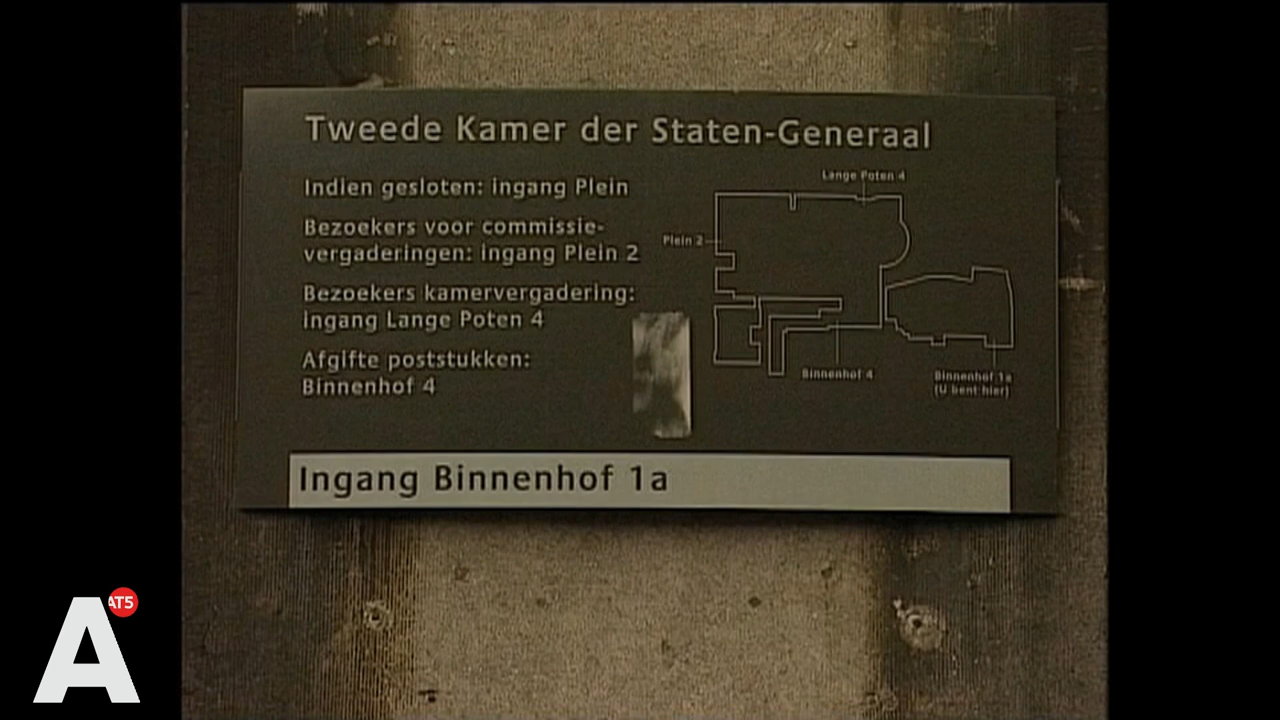 Tweede Kamer der Staten-Generaal
Indien gesloten: ingang Plein
Bezoekers voor commissie-
vergaderingen: ingang Plein 2
Bezoekers kamervergadering:
ingang Lange Poten 4
Afgifte poststukken:
Binnenhof 4
Lange Poten 4
Plein 2
Binnenhof 4
Binnenhof 1a
(U bent hier)
Ingang Binnenhof 1a
A
AT5